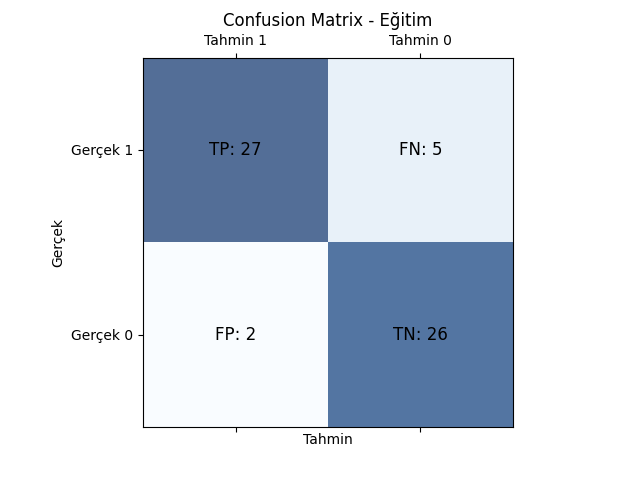 Confusion Matrix - Eğitim
Tahmin 1 Tahmin 0
Gerçek 1
TP: 27 FN: 5
Gerçek
Gerçek 0
FP: 2 TN: 26
Tahmin